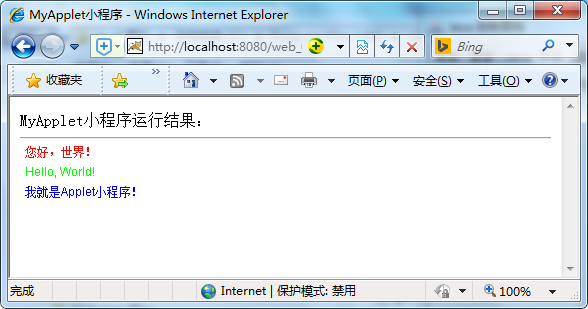 MyApplet小程序 - Windows Internet Explorer
http://localhost:8080/web_
Bing
收藏夹
页面(P)
安全(S)
工具(O)
MyApplet小程序运行结果：
您好，世界！
Hello, World!
我就是Applet小程序！
完成
Internet | 保护模式: 禁用
100%